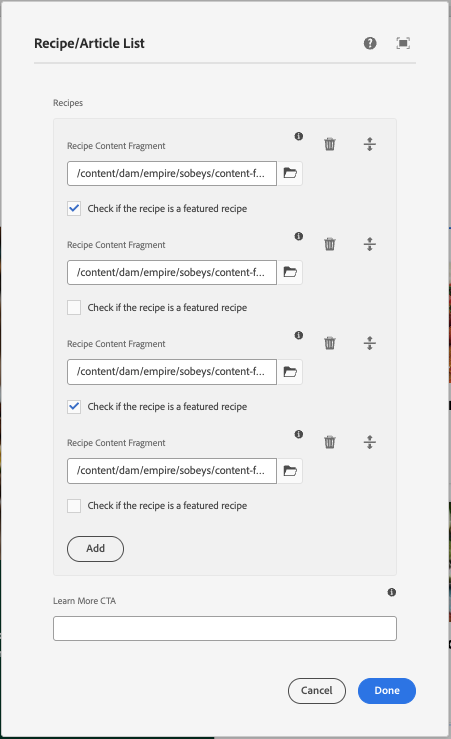 Recipe/Article List
Recipes
Recipe Content Fragment
/content/dam/empire/sobeys/content-f...
Check if the recipe is a featured recipe
Recipe Content Fragment
/content/dam/empire/sobeys/content-f...
Check if the recipe is a featured recipe
Recipe Content Fragment
/content/dam/empire/sobeys/content-f...
Check if the recipe is a featured recipe
Recipe Content Fragment
/content/dam/empire/sobeys/content-f...
Check if the recipe is a featured recipe
Add
Learn More CTA
Cancel Done